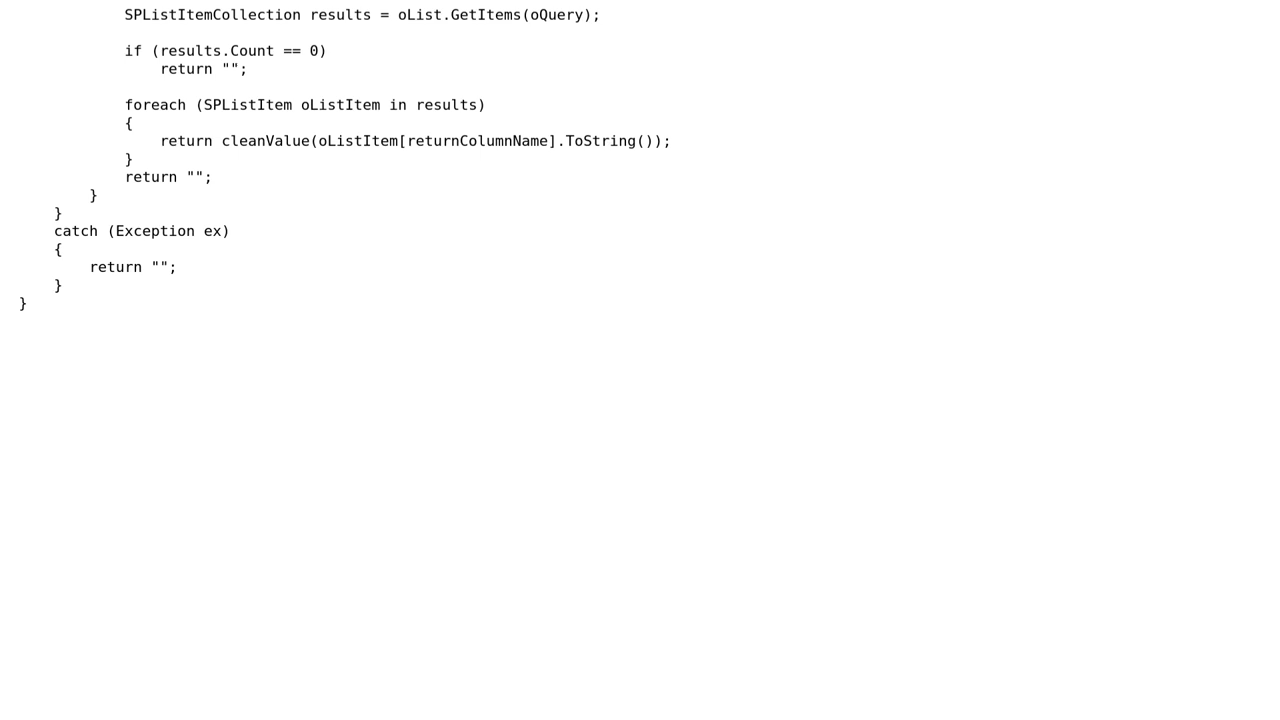 SPListItemCollection results = oList.GetItems(oQuery);

            if (results.Count == 0)
                return "";

            foreach (SPListItem oListItem in results)
            {
                return cleanValue(oListItem[returnColumnName].ToString());
            }
            return "";
        }
    }
    catch (Exception ex)
    {
        return "";
    }
}